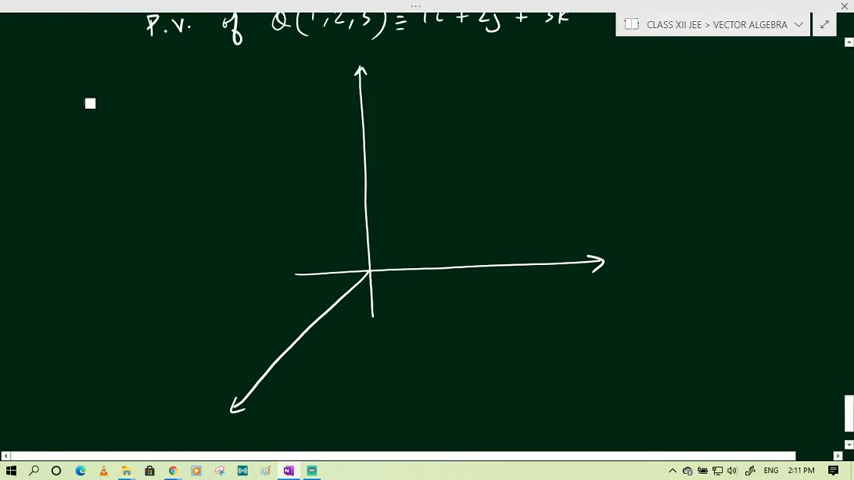 P.V. of Q(1,2,3) ≡ 1i + 2j + 3k
CLASS XII JEE > VECTOR ALGEBRA
ENG 2:11 PM